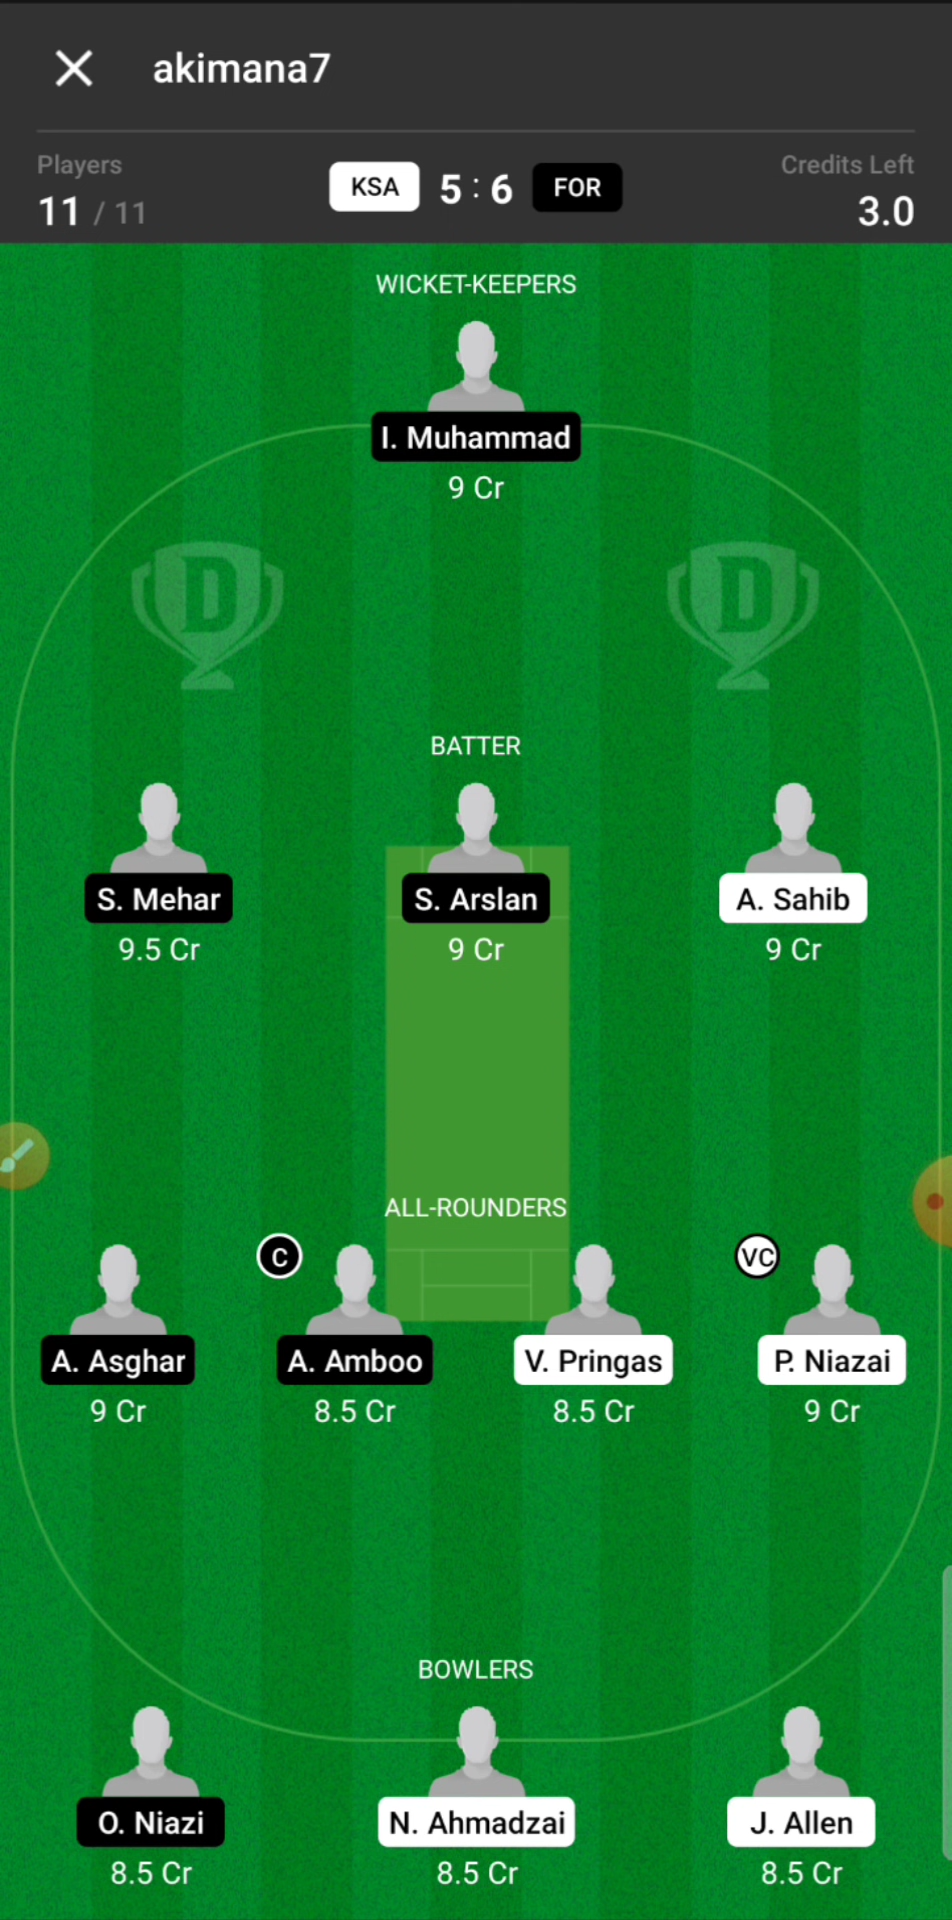 akimana7
Players
Credits Left
11 / 11
KSA 5 : 6 FOR
3.0
WICKET-KEEPERS
I. Muhammad
9 Cr
D D
BATTER
S. Mehar S. Arslan A. Sahib
9.5 Cr 9 Cr 9 Cr
ALL-ROUNDERS
C VC
A. Asghar A. Amboo V. Pringas P. Niazai
9 Cr 8.5 Cr 8.5 Cr 9 Cr
BOWLERS
O. Niazi N. Ahmadzai J. Allen
8.5 Cr 8.5 Cr 8.5 Cr